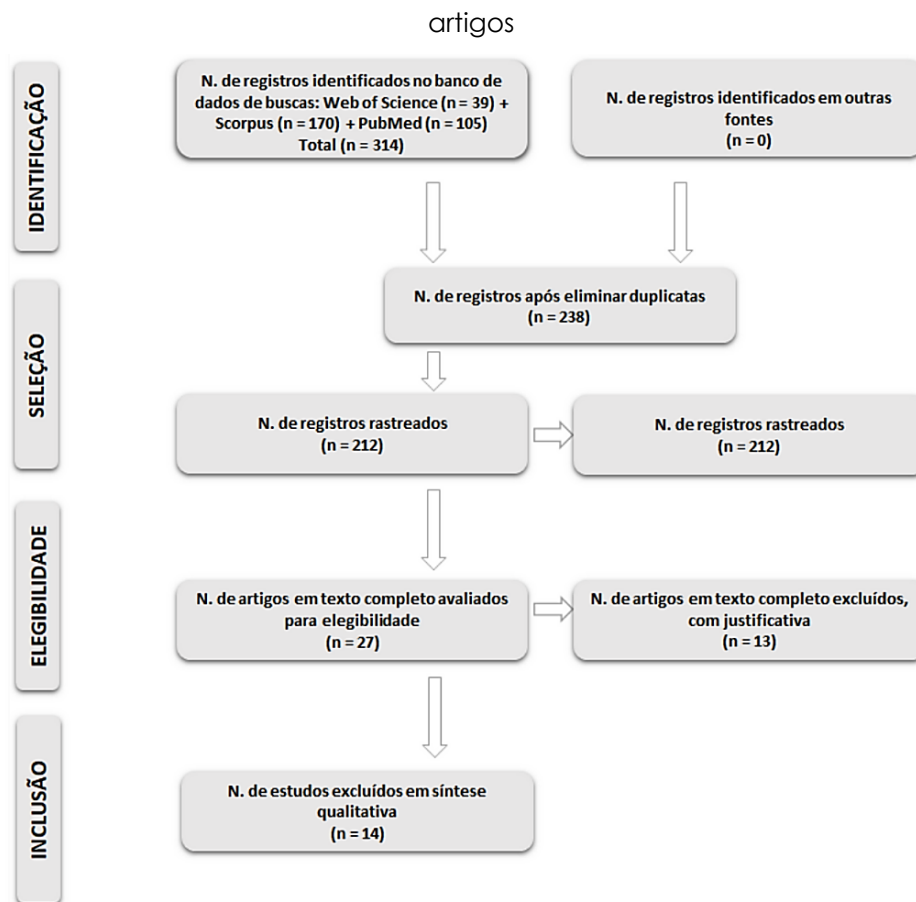 artigos
IDENTIFICAÇÃO
N. de registros identificados no banco de
dados de buscas: Web of Science (n = 39) +
Scorpus (n = 170) + PubMed (n = 105)
Total (n = 314)
N. de registros identificados em outras
fontes
(n = 0)
SELEÇÃO
N. de registros após eliminar duplicatas
(n = 238)
N. de registros rastreados
(n = 212)
N. de registros rastreados
(n = 212)
ELEGIBILIDADE
N. de artigos em texto completo avaliados
para elegibilidade
(n = 27)
N. de artigos em texto completo excluídos,
com justificativa
(n = 13)
INCLUSÃO
N. de estudos excluídos em síntese
qualitativa
(n = 14)